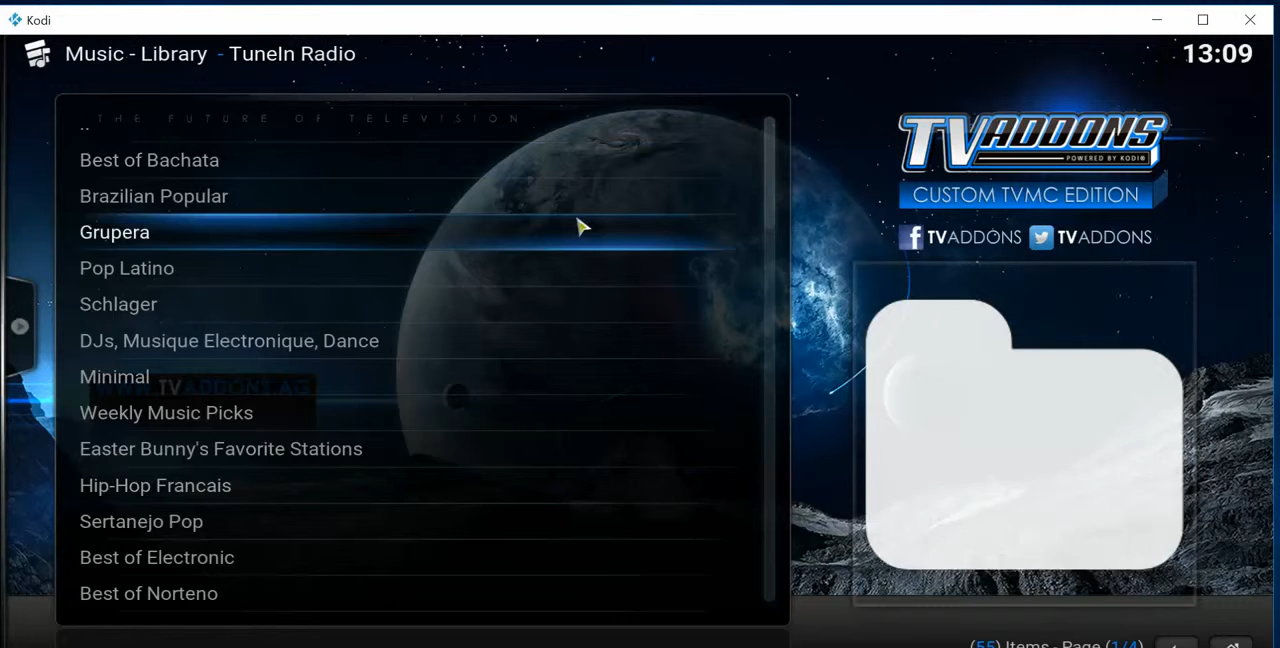 Kodi
Music - Library - TuneIn Radio
13:09
THE FUTURE OF TELEVISION
..
Best of Bachata
Brazilian Popular
Grupera
Pop Latino
Schlager
DJs, Musique Electronique, Dance
Minimal
WWW.TVADDONS.AG
Weekly Music Picks
Easter Bunny's Favorite Stations
Hip-Hop Francais
Sertanejo Pop
Best of Electronic
Best of Norteno
TVADDONS
POWERED BY KODI®
CUSTOM TVMC EDITION
f TVADDONS TVADDONS
(55) Items - Page (1/4)